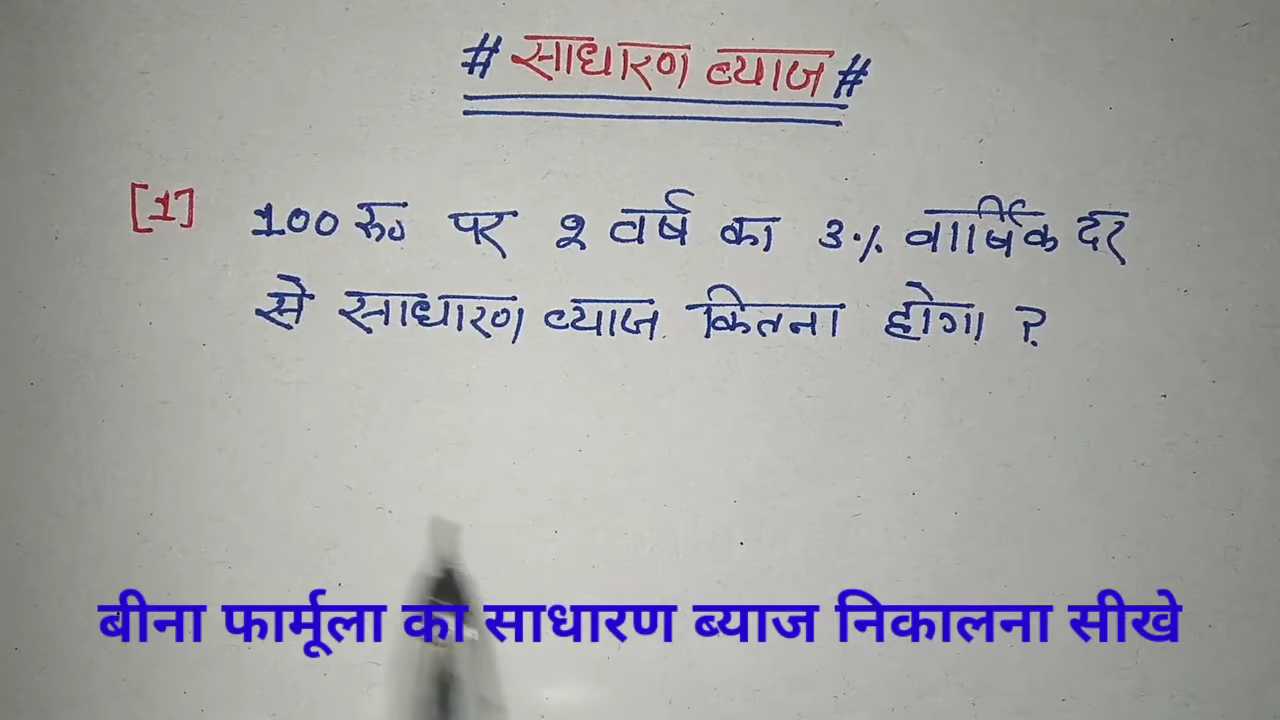 # साधारण ब्याज #
[1] 100 रु० पर 2 वर्ष का 3% वार्षिक दर
से साधारण ब्याज कितना होगा ?
बीना फार्मूला का साधारण ब्याज निकालना सीखे